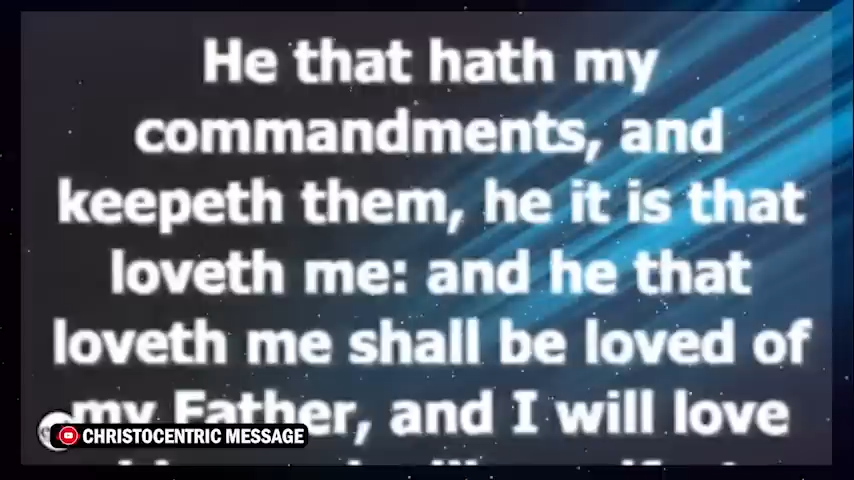 He that hath my
commandments, and
keepeth them, he it is that
loveth me: and he that
loveth me shall be loved of
my Father, and I will love
CHRISTOCENTRIC MESSAGE